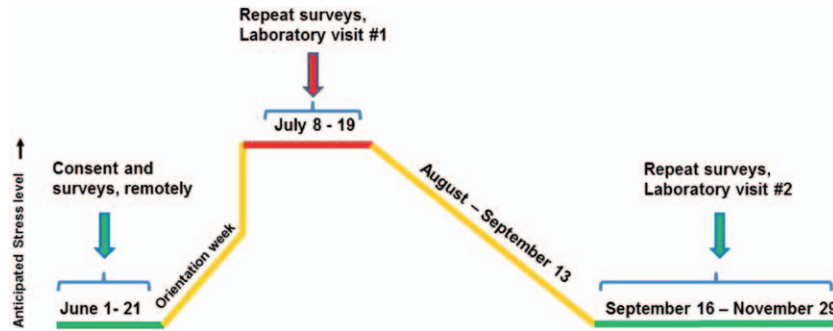 Repeat surveys,
Laboratory visit #1
July 8 - 19
Anticipated Stress level →
Consent and
surveys, remotely
June 1- 21
Orientation week
August – September 13
Repeat surveys,
Laboratory visit #2
September 16 – November 29